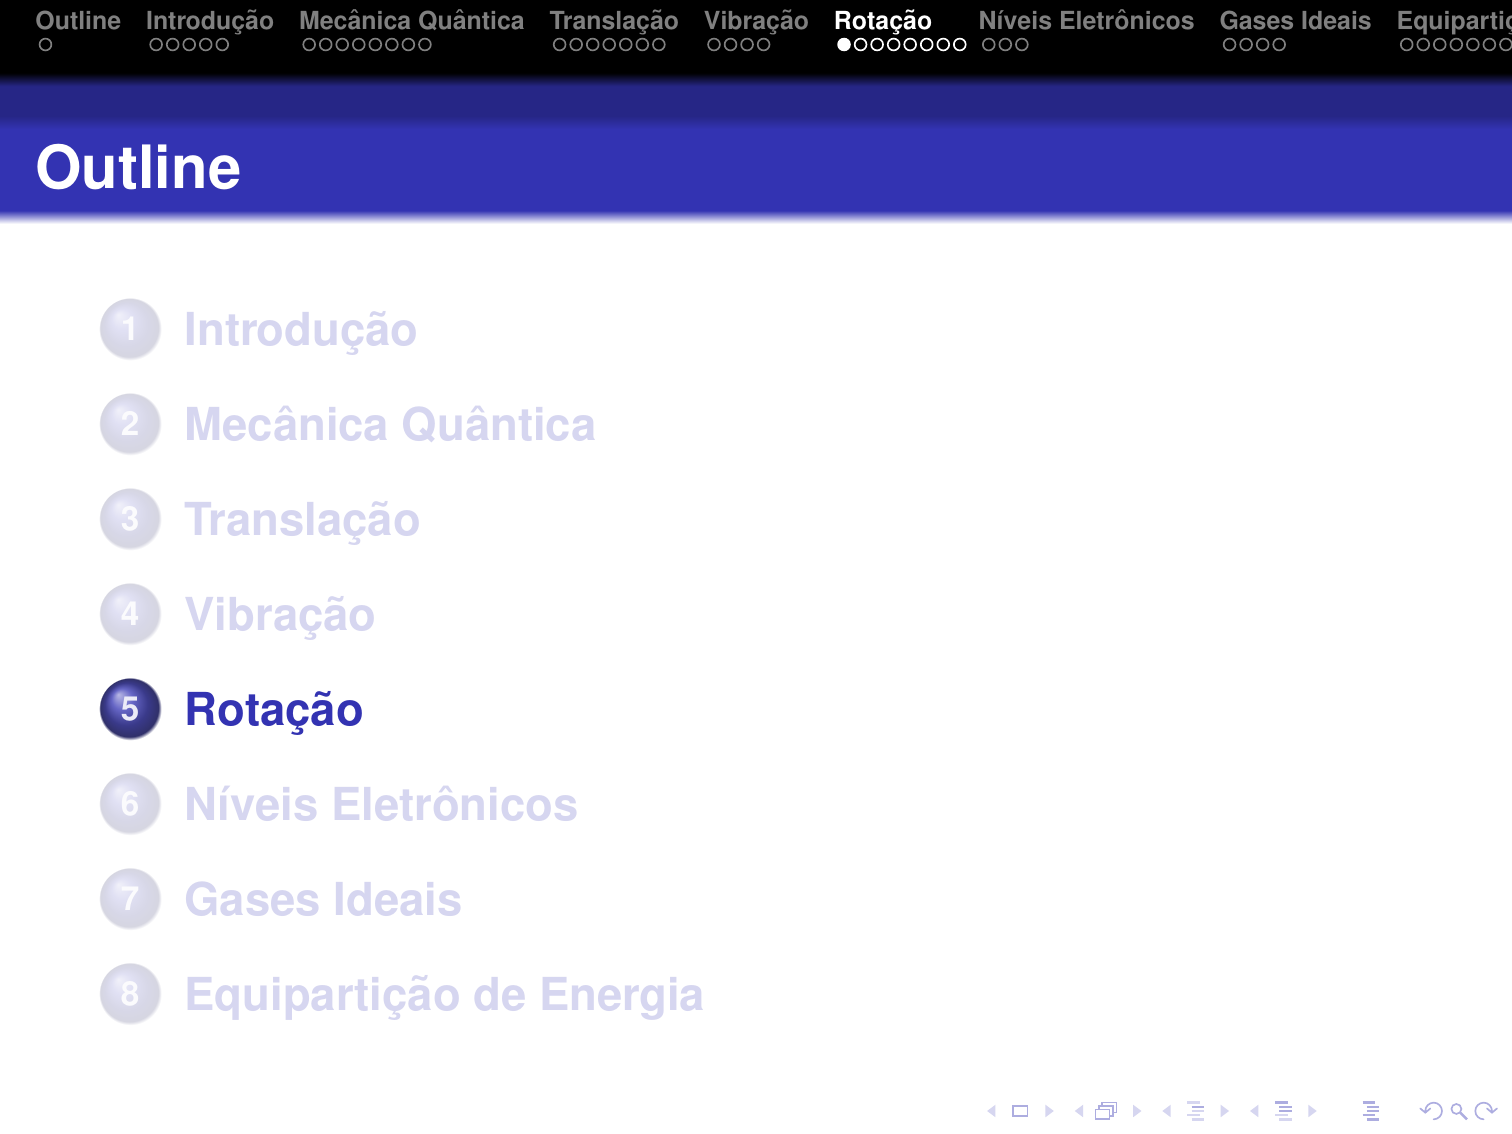 Outline Introdução Mecânica Quântica Translação Vibração Rotação Níveis Eletrônicos Gases Ideais
Outline
1 Introdução
2 Mecânica Quântica
3 Translação
4 Vibração
5 Rotação
6 Níveis Eletrônicos
7 Gases Ideais
8 Equipartição de Energia